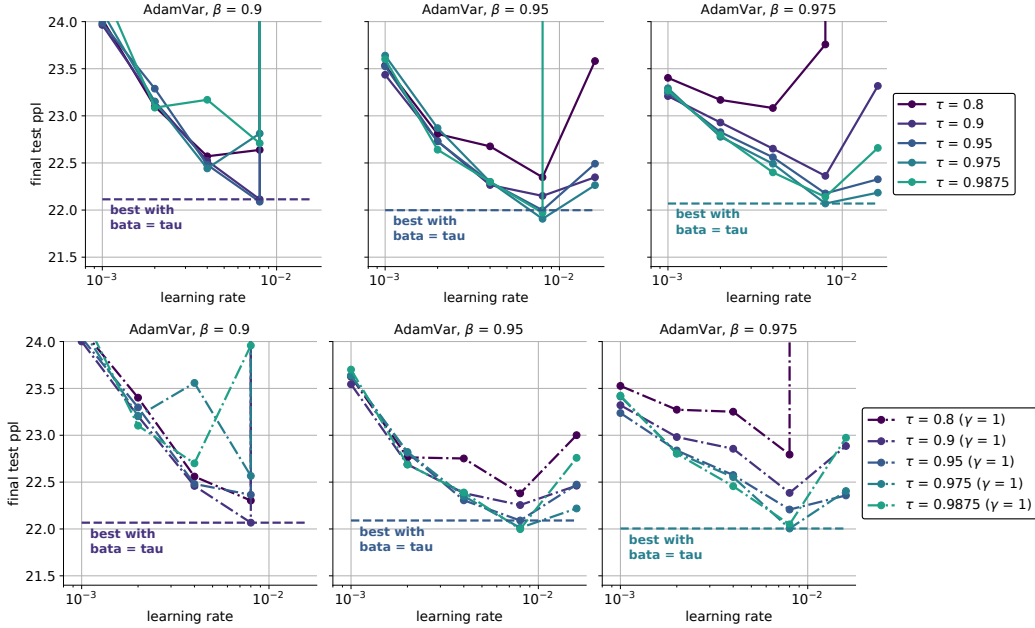 AdamVar, β = 0.9
AdamVar, β = 0.95
AdamVar, β = 0.975
24.0
23.5
23.0
22.5
22.0
21.5
final test ppl
best with
bata = tau
best with
bata = tau
best with
bata = tau
10⁻³
10⁻²
10⁻³
10⁻²
10⁻³
10⁻²
learning rate
learning rate
learning rate
τ = 0.8
τ = 0.9
τ = 0.95
τ = 0.975
τ = 0.9875
AdamVar, β = 0.9
AdamVar, β = 0.95
AdamVar, β = 0.975
24.0
23.5
23.0
22.5
22.0
21.5
final test ppl
best with
bata = tau
best with
bata = tau
best with
bata = tau
10⁻³
10⁻²
10⁻³
10⁻²
10⁻³
10⁻²
learning rate
learning rate
learning rate
τ = 0.8 (γ = 1)
τ = 0.9 (γ = 1)
τ = 0.95 (γ = 1)
τ = 0.975 (γ = 1)
τ = 0.9875 (γ = 1)